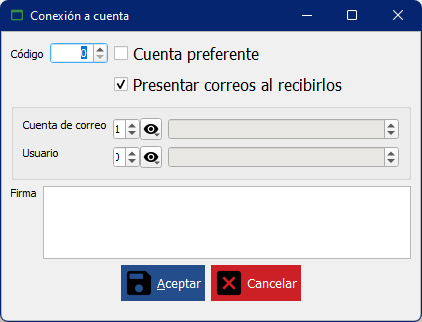 Conexión a cuenta
Código 0 Cuenta preferente
Presentar correos al recibirlos
Cuenta de correo 1
Usuario 0
Firma
Aceptar Cancelar